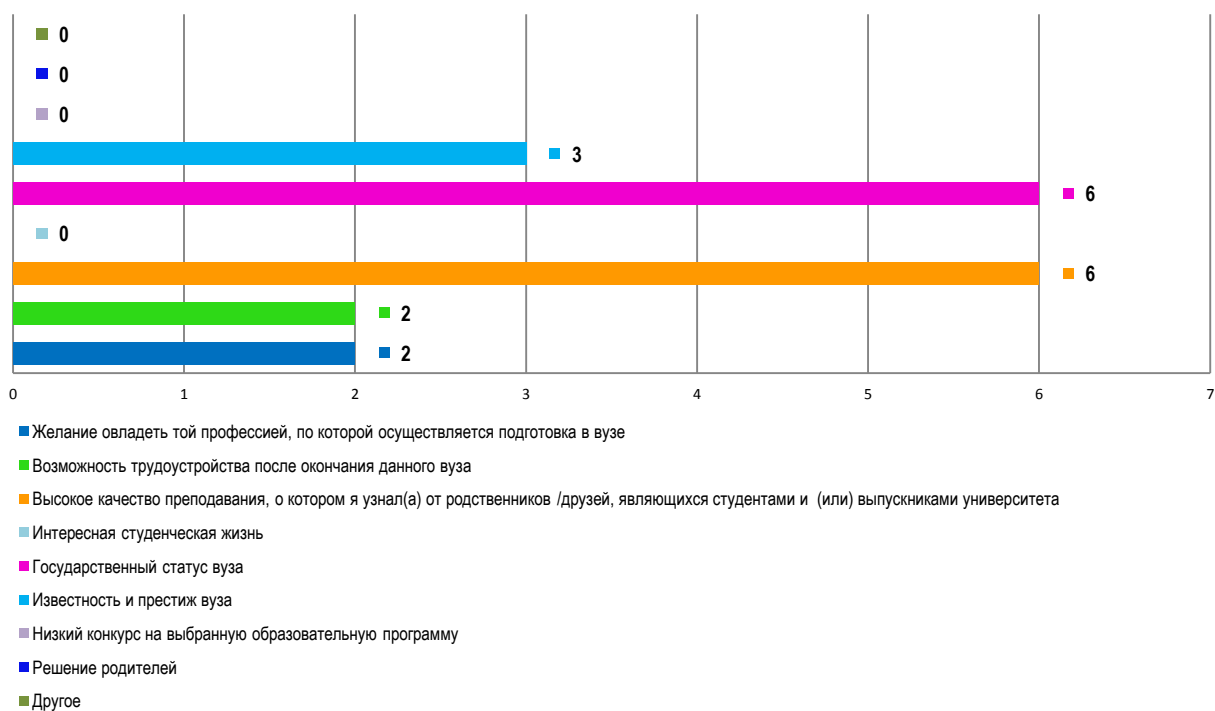 0
0
0
3
6
0
6
2
2
0 1 2 3 4 5 6 7
Желание овладеть той профессией, по которой осуществляется подготовка в вузе
Возможность трудоустройства после окончания данного вуза
Высокое качество преподавания, о котором я узнал(а) от родственников /друзей, являющихся студентами и (или) выпускниками университета
Интересная студенческая жизнь
Государственный статус вуза
Известность и престиж вуза
Низкий конкурс на выбранную образовательную программу
Решение родителей
Другое